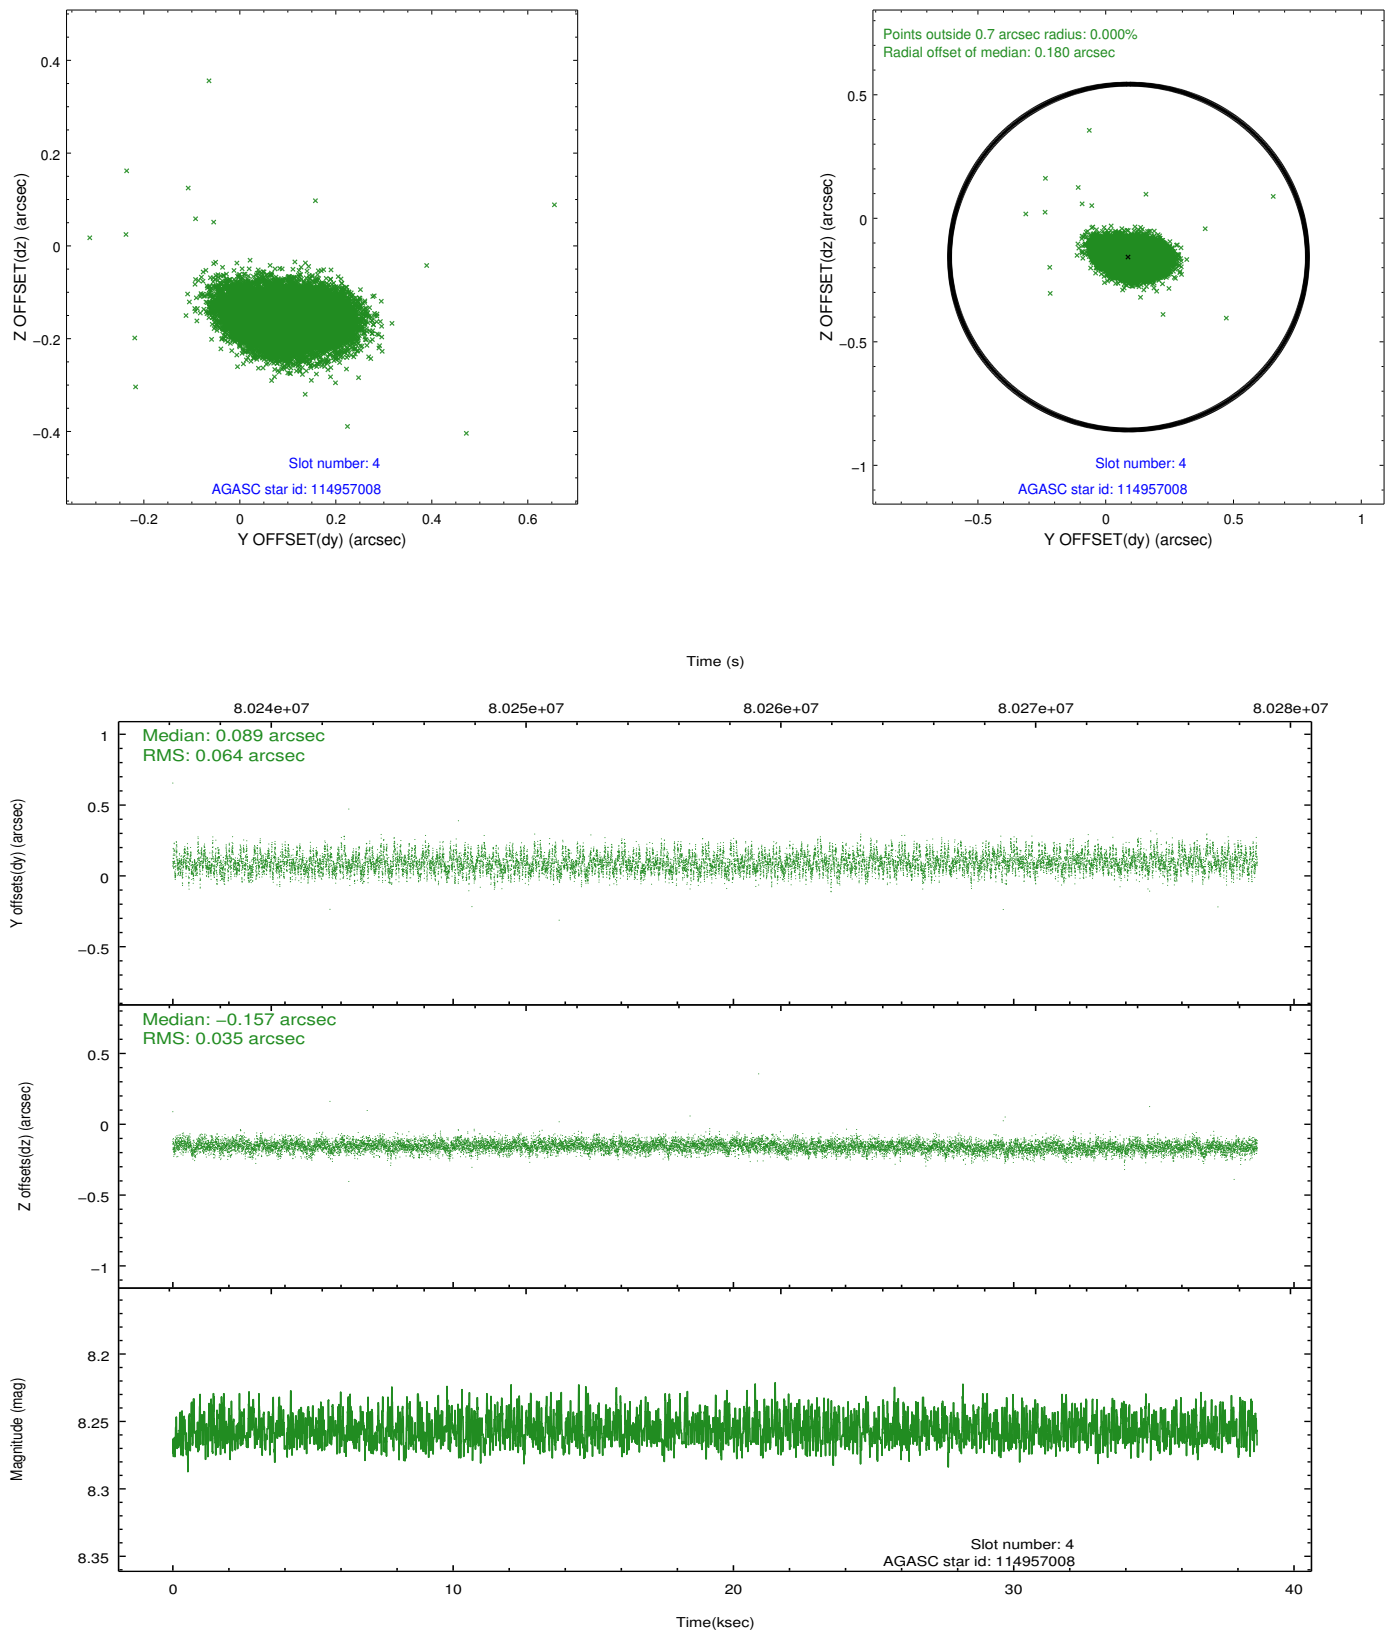 Z OFFSET(dz) (arcsec)
0.4
0.2
0
−0.2
−0.4
Slot number: 4
AGASC star id: 114957008
−0.2
0
0.2
0.4
0.6
Y OFFSET(dy) (arcsec)
Points outside 0.7 arcsec radius: 0.000%
Radial offset of median: 0.180 arcsec
Z OFFSET(dz) (arcsec)
0.5
0
−0.5
−1
Slot number: 4
AGASC star id: 114957008
−0.5
0
0.5
1
Y OFFSET(dy) (arcsec)
Time (s)
8.024e+07
8.025e+07
8.026e+07
8.027e+07
8.028e+07
Median: 0.089 arcsec
RMS: 0.064 arcsec
Y offsets(dy) (arcsec)
1
0.5
0
−0.5
Median: −0.157 arcsec
RMS: 0.035 arcsec
Z offsets(dz) (arcsec)
0.5
0
−0.5
−1
Magnitude (mag)
8.2
8.25
8.3
8.35
Slot number: 4
AGASC star id: 114957008
0
10
20
30
40
Time(ksec)